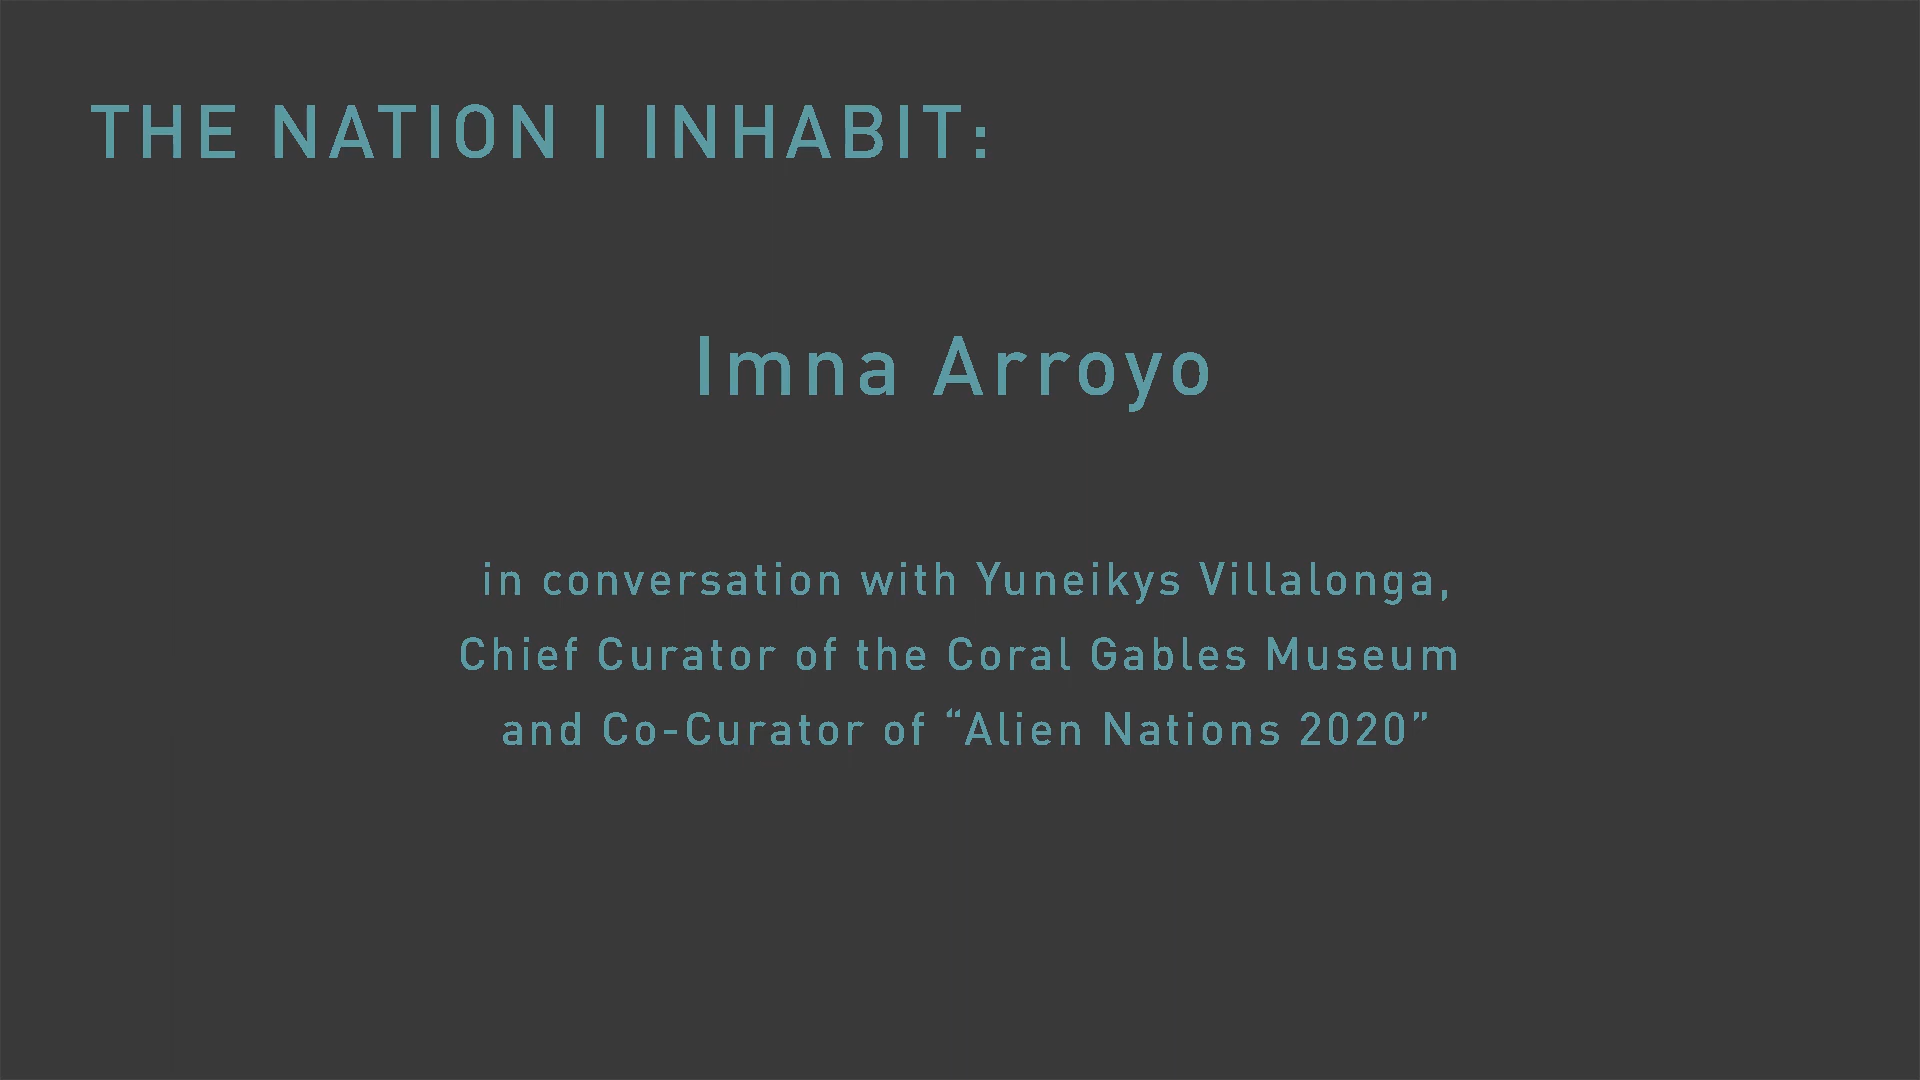 THE NATION I INHABIT:
Imna Arroyo
in conversation with Yuneikys Villalonga,
Chief Curator of the Coral Gables Museum
and Co-Curator of “Alien Nations 2020”